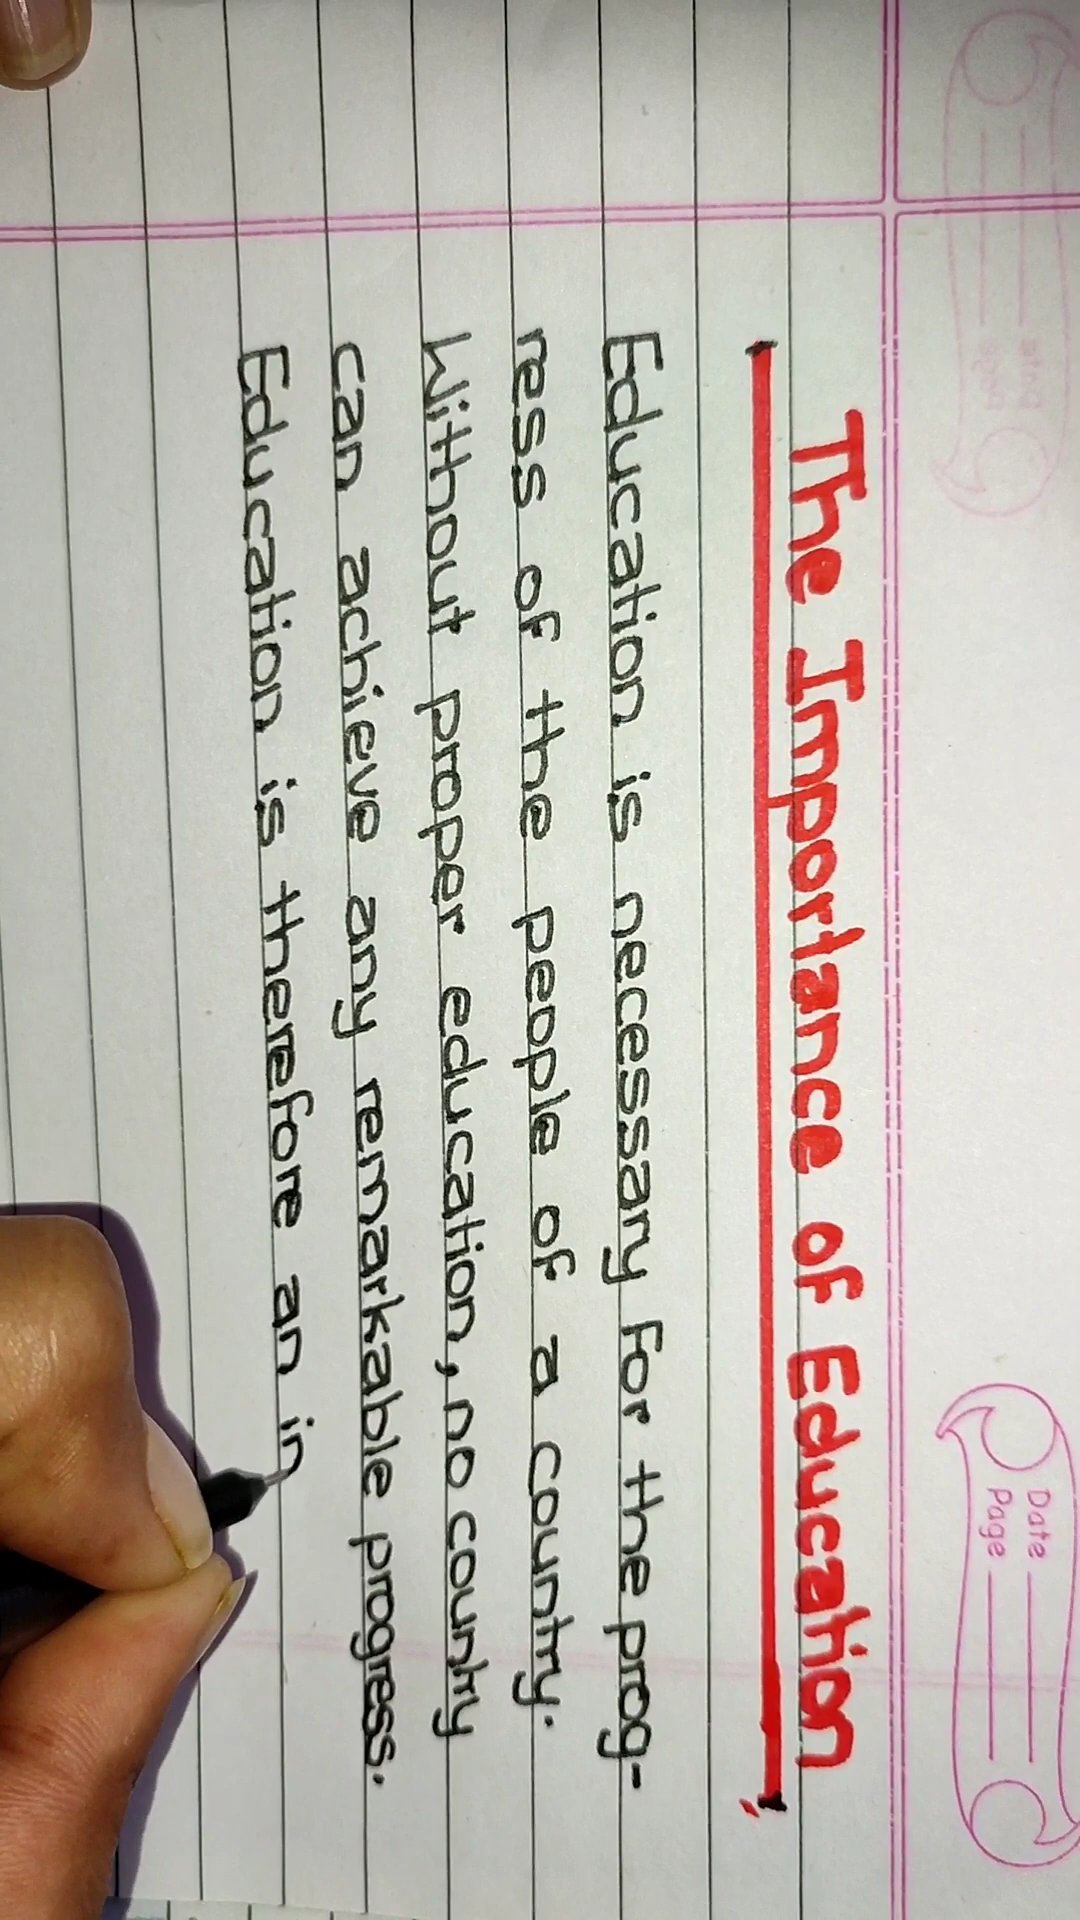 Date
Page
The Importance of Education
Education is necessary for the prog-
ress of the people of a country.
Without proper education, no country
can achieve any remarkable progress.
Education is therefore an in